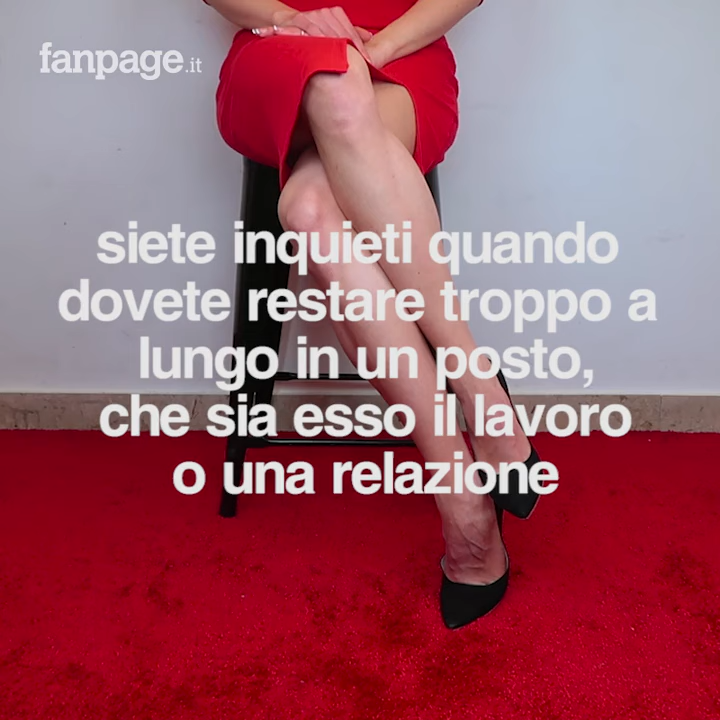 fanpage.it
siete inquieti quando
dovete restare troppo a
lungo in un posto,
che sia esso il lavoro
o una relazione